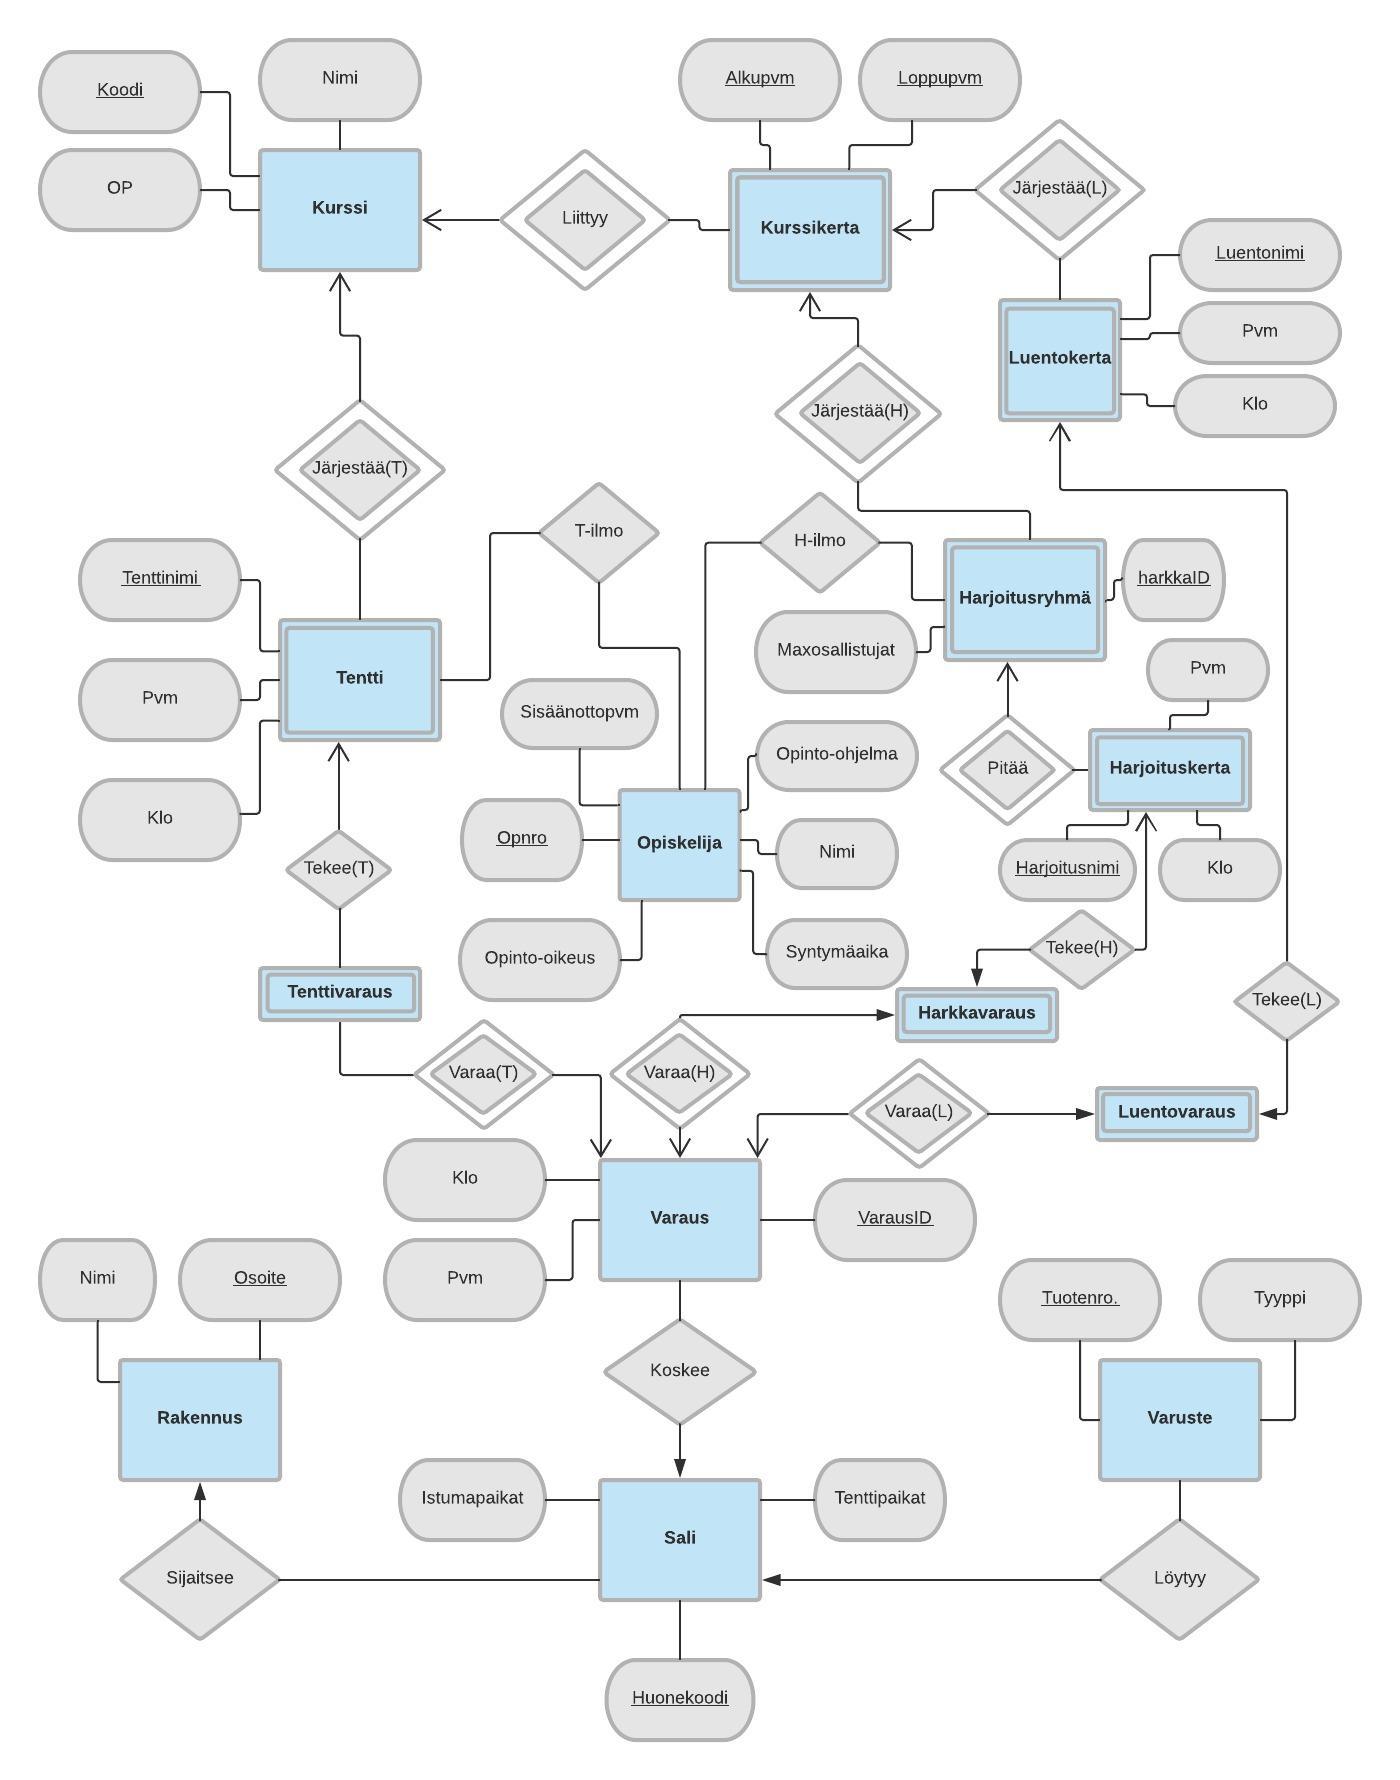 Koodi
Nimi
OP
Kurssi
Liittyy
Alkupvm
Loppupvm
Kurssikerta
Järjestää(L)
Luentonimi
Pvm
Klo
Luentokerta
Järjestää(H)
Järjestää(T)
T-ilmo
H-ilmo
Harjoitusryhmä
harkkaID
Maxosallistujat
Tenttinimi
Pvm
Klo
Tentti
Sisäänottopvm
Opinto-ohjelma
Opnro
Opiskelija
Nimi
Opinto-oikeus
Syntymäaika
Pitää
Pvm
Harjoituskerta
Harjoitusnimi
Klo
Tekee(T)
Tekee(H)
Tekee(L)
Tenttivaraus
Harkkavaraus
Varaa(T)
Varaa(H)
Varaa(L)
Luentovaraus
Klo
Pvm
Varaus
VarausID
Nimi
Osoite
Rakennus
Koskee
Tuotenro.
Tyyppi
Varuste
Istumapaikat
Tenttipaikat
Sali
Sijaitsee
Löytyy
Huonekoodi